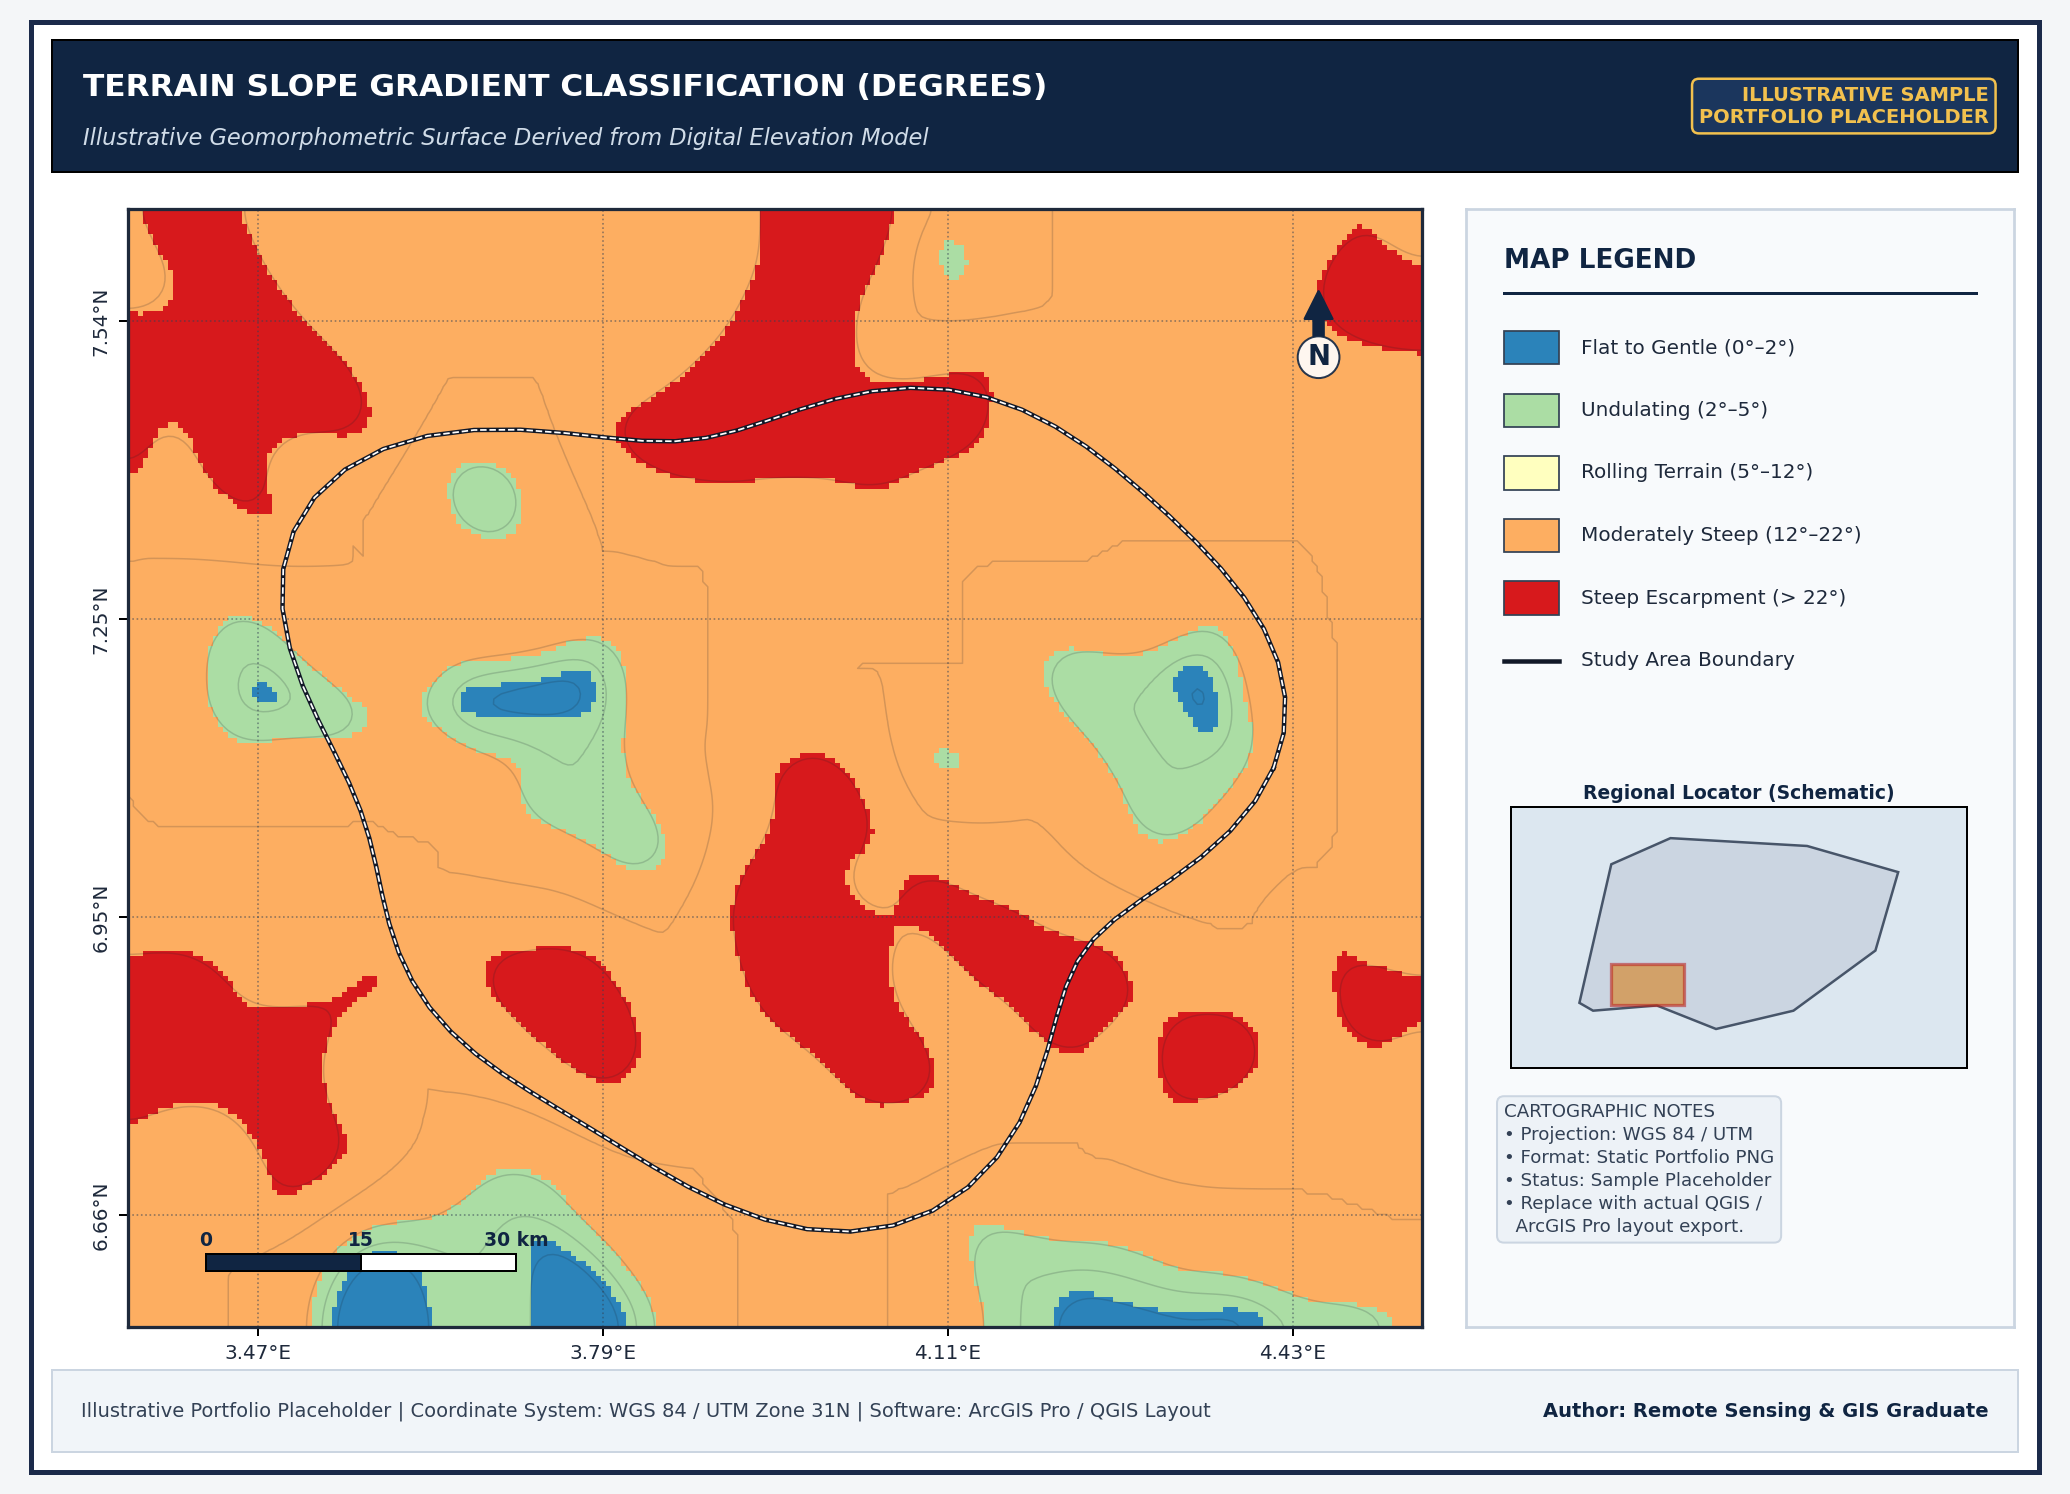 TERRAIN SLOPE GRADIENT CLASSIFICATION (DEGREES)
Illustrative Geomorphometric Surface Derived from Digital Elevation Model
ILLUSTRATIVE SAMPLE
PORTFOLIO PLACEHOLDER
7.54°N
7.25°N
6.95°N
6.66°N
N
0 15 30 km
3.47°E 3.79°E 4.11°E 4.43°E
MAP LEGEND
Flat to Gentle (0°–2°)
Undulating (2°–5°)
Rolling Terrain (5°–12°)
Moderately Steep (12°–22°)
Steep Escarpment (> 22°)
Study Area Boundary
Regional Locator (Schematic)
CARTOGRAPHIC NOTES
• Projection: WGS 84 / UTM
• Format: Static Portfolio PNG
• Status: Sample Placeholder
• Replace with actual QGIS /
ArcGIS Pro layout export.
Illustrative Portfolio Placeholder | Coordinate System: WGS 84 / UTM Zone 31N | Software: ArcGIS Pro / QGIS Layout
Author: Remote Sensing & GIS Graduate